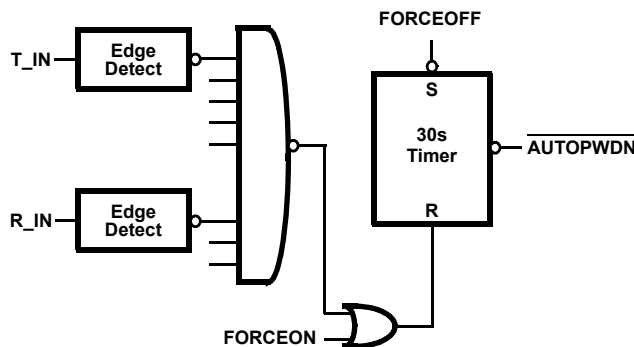 FORCEOFF
T_IN
Edge
Detect
S
30s
Timer
AUTOPWDN
R_IN
Edge
Detect
R
FORCEON